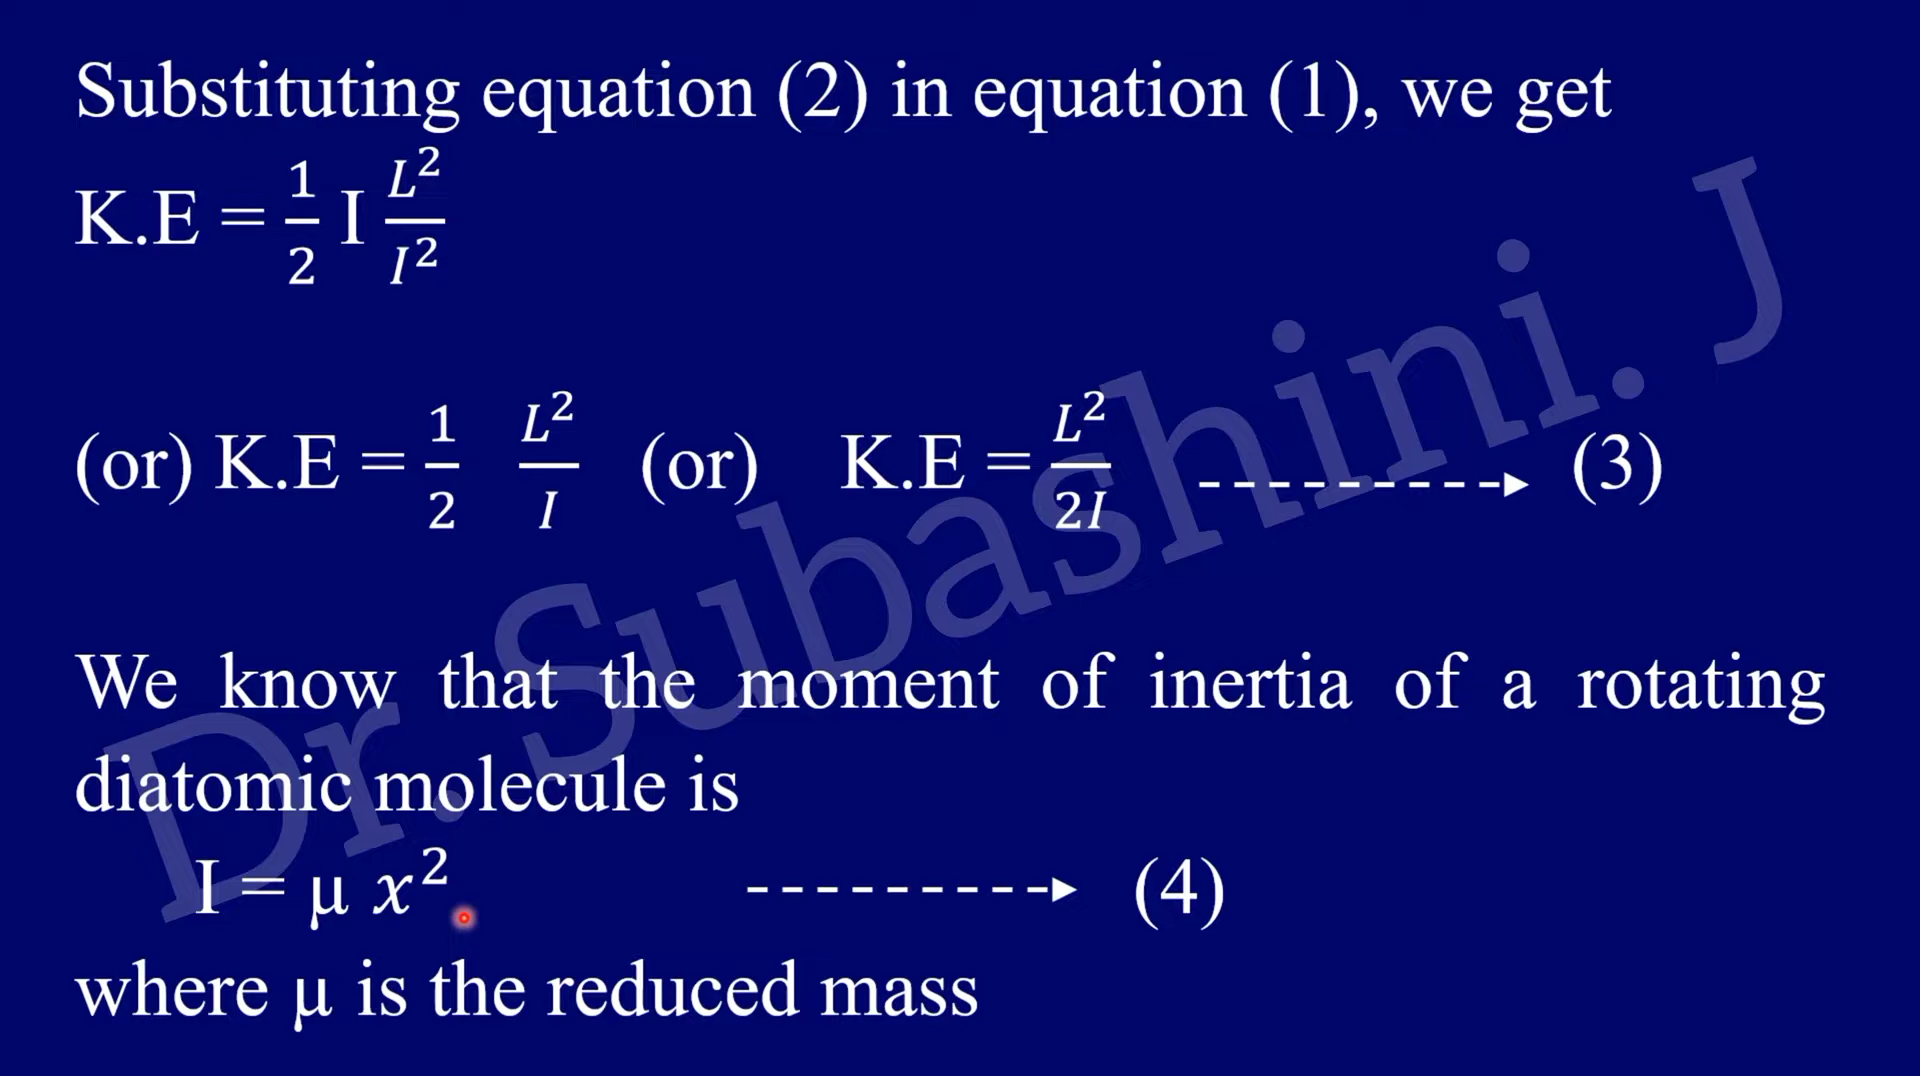 Substituting equation (2) in equation (1), we get
K.E = 1/2 I L²/I²
(or) K.E = 1/2 L²/I (or) K.E = L²/2I ---------► (3)
We know that the moment of inertia of a rotating
diatomic molecule is
I = μ x² ---------► (4)
where μ is the reduced mass
Dr. Subashini. J